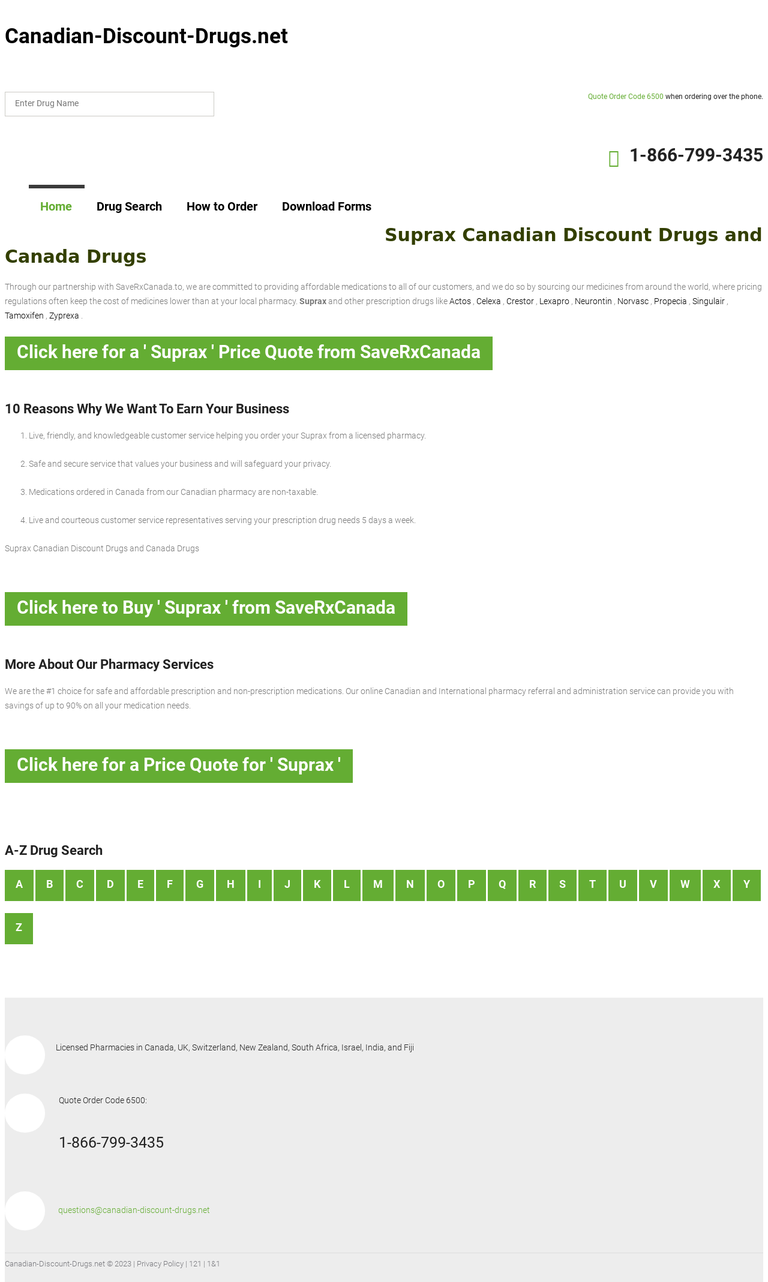 Canadian-Discount-Drugs.net
Enter Drug Name
Quote Order Code 6500 when ordering over the phone.
1-866-799-3435
Home Drug Search How to Order Download Forms
Suprax Canadian Discount Drugs and
Canada Drugs
Through our partnership with SaveRxCanada.to, we are committed to providing affordable medications to all of our customers, and we do so by sourcing our medicines from around the world, where pricing
regulations often keep the cost of medicines lower than at your local pharmacy. Suprax and other prescription drugs like Actos , Celexa , Crestor , Lexapro , Neurontin , Norvasc , Propecia , Singulair ,
Tamoxifen , Zyprexa .
Click here for a ' Suprax ' Price Quote from SaveRxCanada
10 Reasons Why We Want To Earn Your Business
1. Live, friendly, and knowledgeable customer service helping you order your Suprax from a licensed pharmacy.
2. Safe and secure service that values your business and will safeguard your privacy.
3. Medications ordered in Canada from our Canadian pharmacy are non-taxable.
4. Live and courteous customer service representatives serving your prescription drug needs 5 days a week.
Suprax Canadian Discount Drugs and Canada Drugs
Click here to Buy ' Suprax ' from SaveRxCanada
More About Our Pharmacy Services
We are the #1 choice for safe and affordable prescription and non-prescription medications. Our online Canadian and International pharmacy referral and administration service can provide you with
savings of up to 90% on all your medication needs.
Click here for a Price Quote for ' Suprax '
A-Z Drug Search
A B C D E F G H I J K L M N O P Q R S T U V W X Y
Z
Licensed Pharmacies in Canada, UK, Switzerland, New Zealand, South Africa, Israel, India, and Fiji
Quote Order Code 6500:
1-866-799-3435
questions@canadian-discount-drugs.net
Canadian-Discount-Drugs.net © 2023 | Privacy Policy | 121 | 1&1